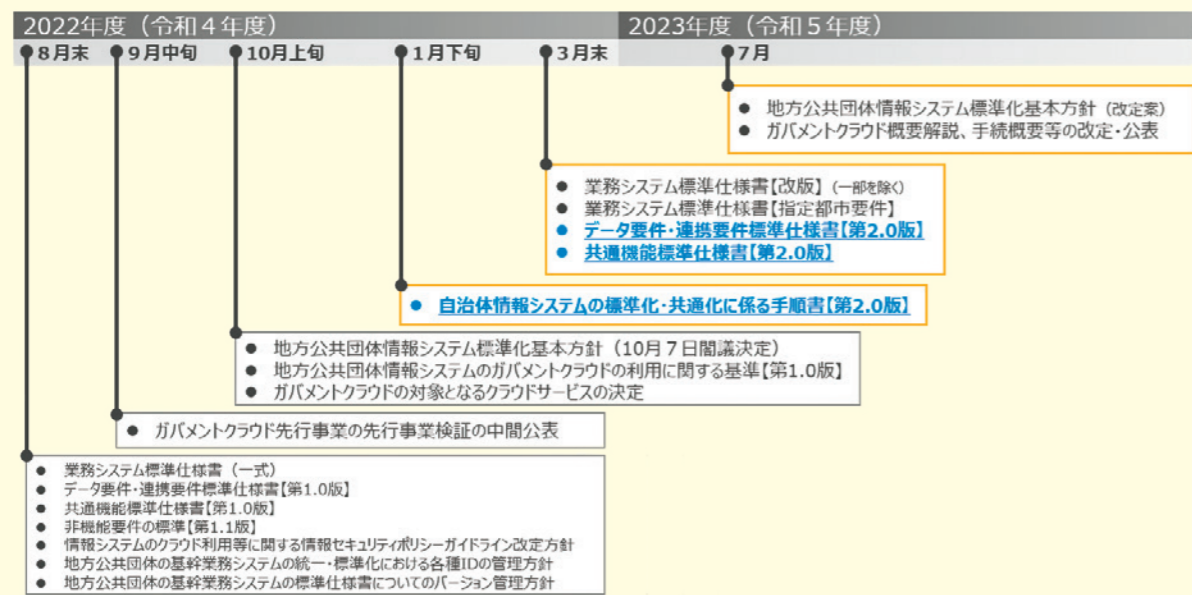 2022年度（令和４年度）
2023年度（令和５年度）
8月末
9月中旬
10月上旬
1月下旬
3月末
7月
● 地方公共団体情報システム標準化基本方針（改定案）
● ガバメントクラウド概要解説、手続概要等の改定・公表
● 業務システム標準仕様書【改版】（一部を除く）
● 業務システム標準仕様書【指定都市要件】
● データ要件・連携要件標準仕様書【第2.0版】
● 共通機能標準仕様書【第2.0版】
● 自治体情報システムの標準化・共通化に係る手順書【第2.0版】
● 地方公共団体情報システム標準化基本方針（10月７日閣議決定）
● 地方公共団体情報システムのガバメントクラウドの利用に関する基準【第1.0版】
● ガバメントクラウドの対象となるクラウドサービスの決定
● ガバメントクラウド先行事業の先行事業検証の中間公表
● 業務システム標準仕様書（一式）
● データ要件・連携要件標準仕様書【第1.0版】
● 共通機能標準仕様書【第1.0版】
● 非機能要件の標準【第1.1版】
● 情報システムのクラウド利用等に関する情報セキュリティポリシーガイドライン改定方針
● 地方公共団体の基幹業務システムの統一・標準化における各種IDの管理方針
● 地方公共団体の基幹業務システムの標準仕様書についてのバージョン管理方針